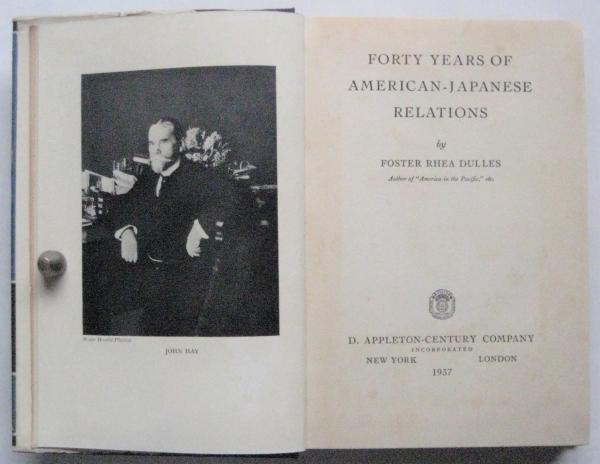 Wide World Photos
JOHN HAY
FORTY YEARS OF
AMERICAN-JAPANESE
RELATIONS
by
FOSTER RHEA DULLES
Author of "America in the Pacific," etc.
D. APPLETON-CENTURY COMPANY
INCORPORATED
NEW YORK LONDON
1937